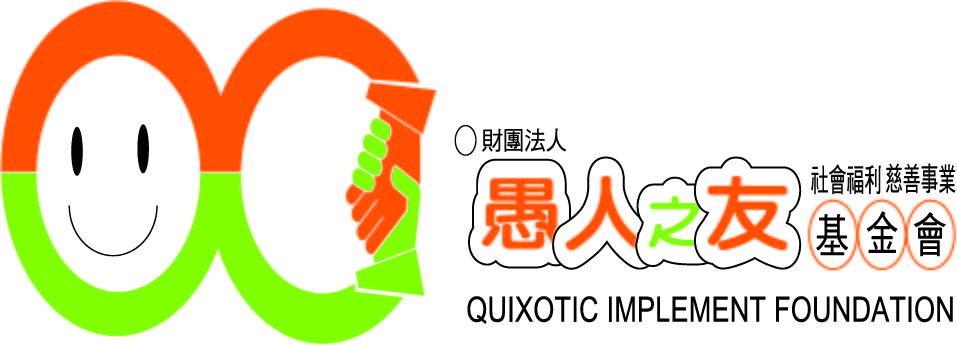 財團法人
愚人之友
社會福利 慈善事業
基金會
QUIXOTIC IMPLEMENT FOUNDATION